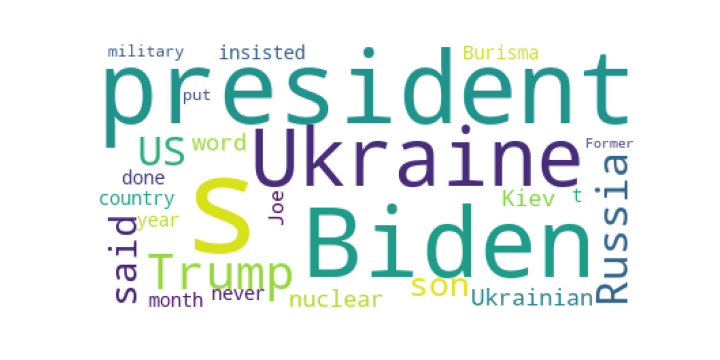 military insisted Burisma
president
put
US word Ukraine Former
done
country S Kiev t
year Joe
said Biden Russia
Trump son
month never nuclear Ukrainian